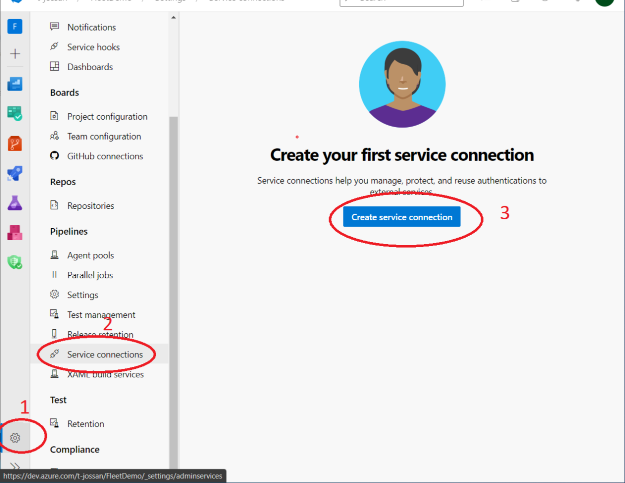 F
Notifications
Service hooks
Dashboards
Boards
Project configuration
Team configuration
GitHub connections
Repos
Repositories
Pipelines
Agent pools
Parallel jobs
Settings
Test management
Release retention
Service connections
XAML build services
Test
Retention
Compliance
1
2
Create your first service connection
Service connections help you manage, protect, and reuse authentications to
external services.
Create service connection
3
https://dev.azure.com/t-jossan/FleetDemo/_settings/adminservices